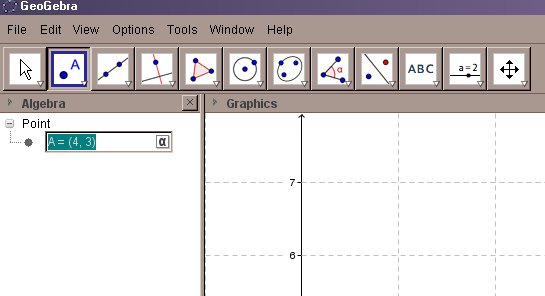 GeoGebra
File Edit View Options Tools Window Help
A α ABC a = 2
Algebra Graphics
Point
A = (4, 3) α
7
6